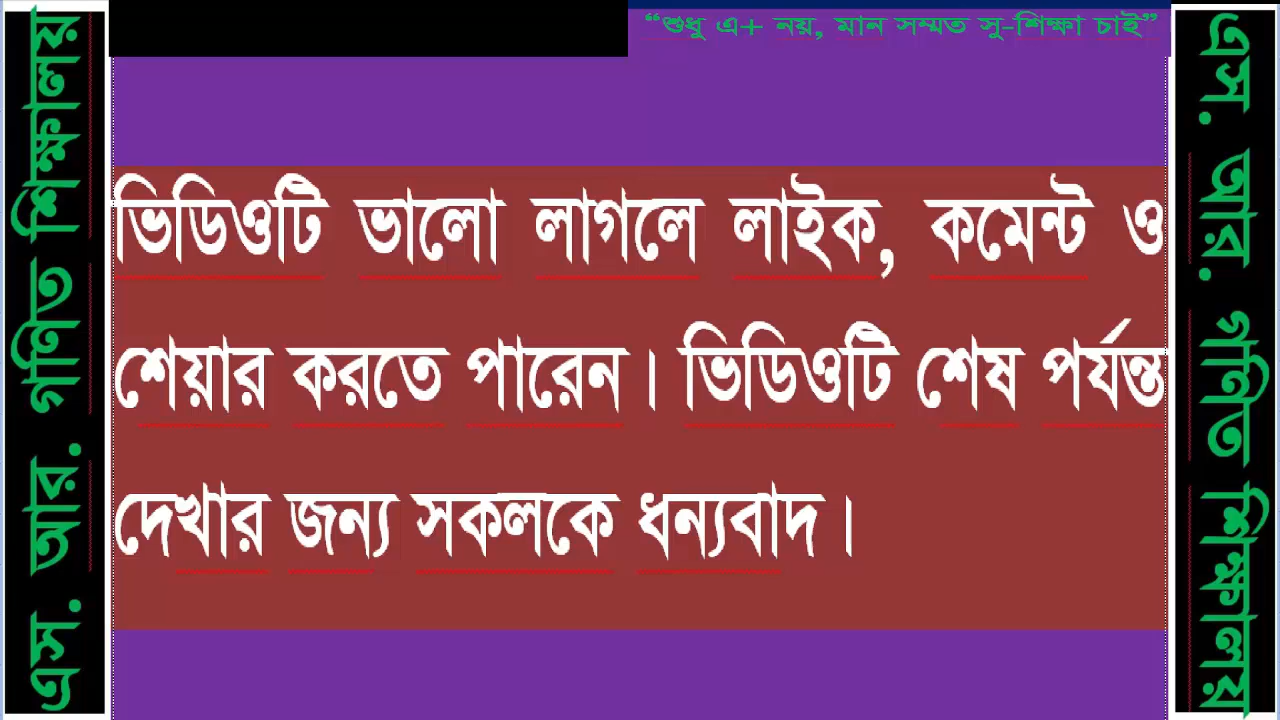 “শুধু এ+ নয়, মান সম্মত সু-শিক্ষা চাই”
এস. আর. গণিত শিক্ষালয়
ভিডিওটি ভালো লাগলে লাইক, কমেন্ট ও
শেয়ার করতে পারেন। ভিডিওটি শেষ পর্যন্ত
দেখার জন্য সকলকে ধন্যবাদ।
এস. আর. গণিত শিক্ষালয়